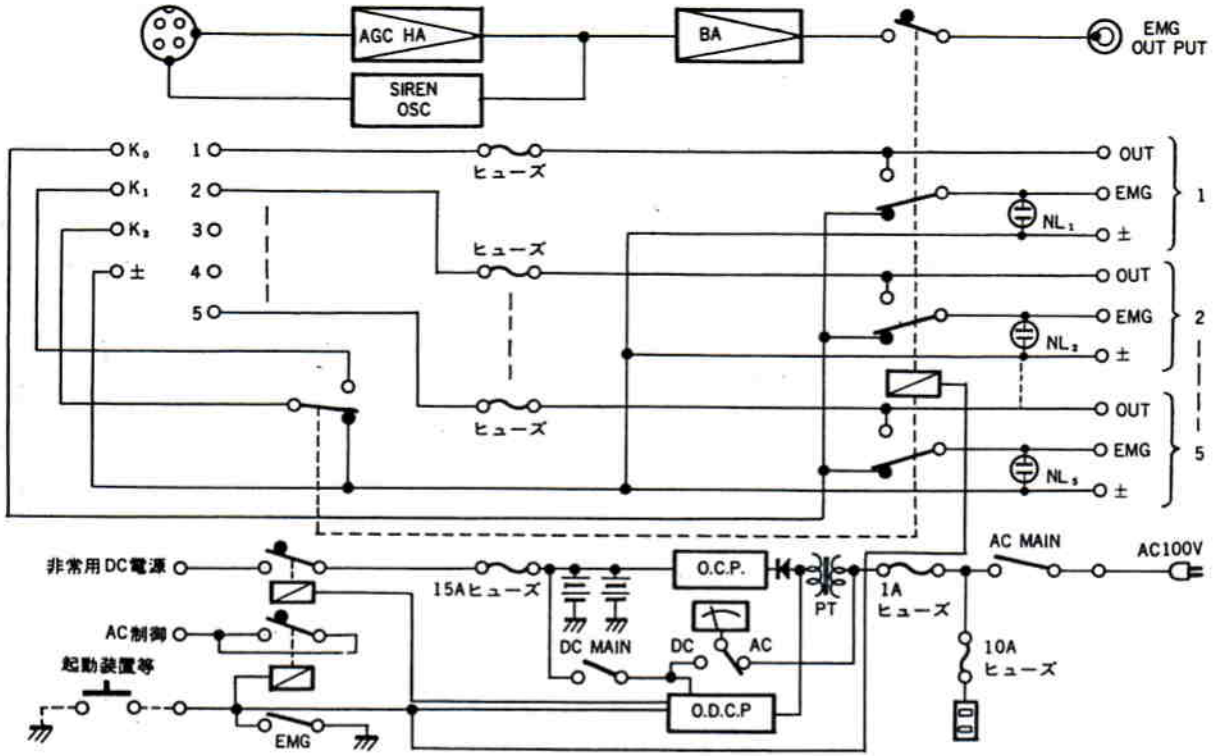 AGC HA
BA
EMG
OUT PUT
SIREN
OSC
K₀ 1
ヒューズ
OUT
K₁ 2
EMG
1
K₂ 3
NL₁
±
± 4
ヒューズ
OUT
5
EMG
2
NL₂
±
ヒューズ
OUT
EMG
5
NL₅
±
非常用DC電源
15Aヒューズ
O.C.P.
PT
1A
ヒューズ
AC MAIN
AC100V
AC制御
DC MAIN
DC
AC
10A
ヒューズ
起動装置等
O.D.C.P
EMG